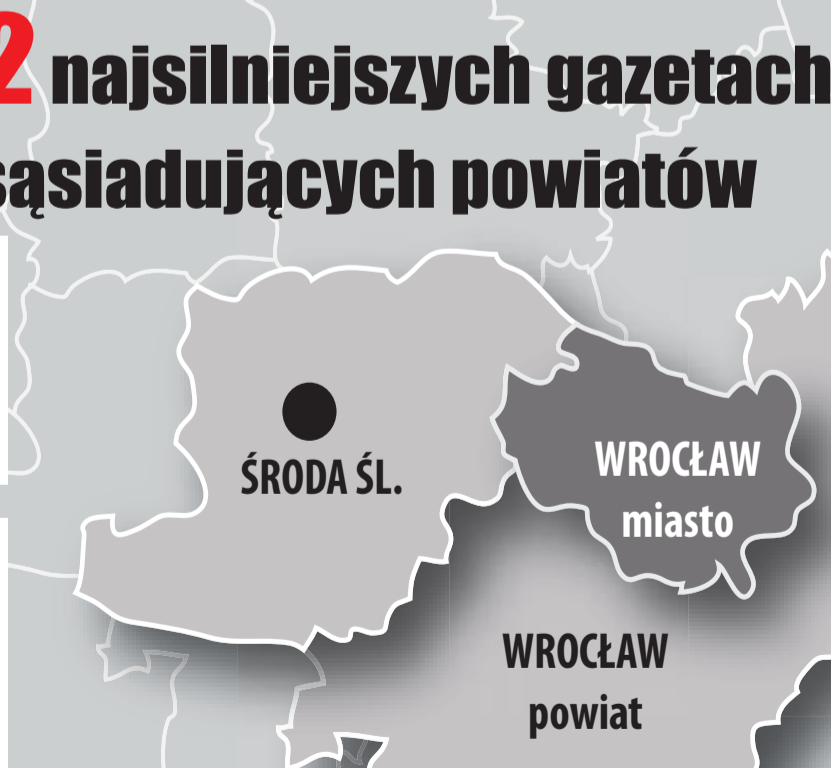 2 najsilniejszych gazetach
sąsiadujących powiatów
ŚRODA ŚL.
WROCŁAW
miasto
WROCŁAW
powiat